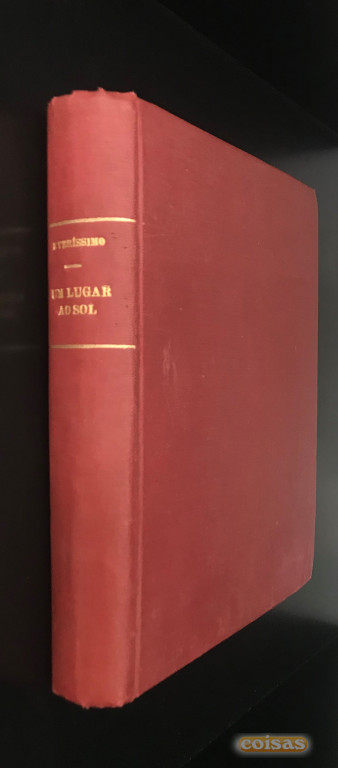 E VERÍSSIMO
UM LUGAR
AO SOL
coisas